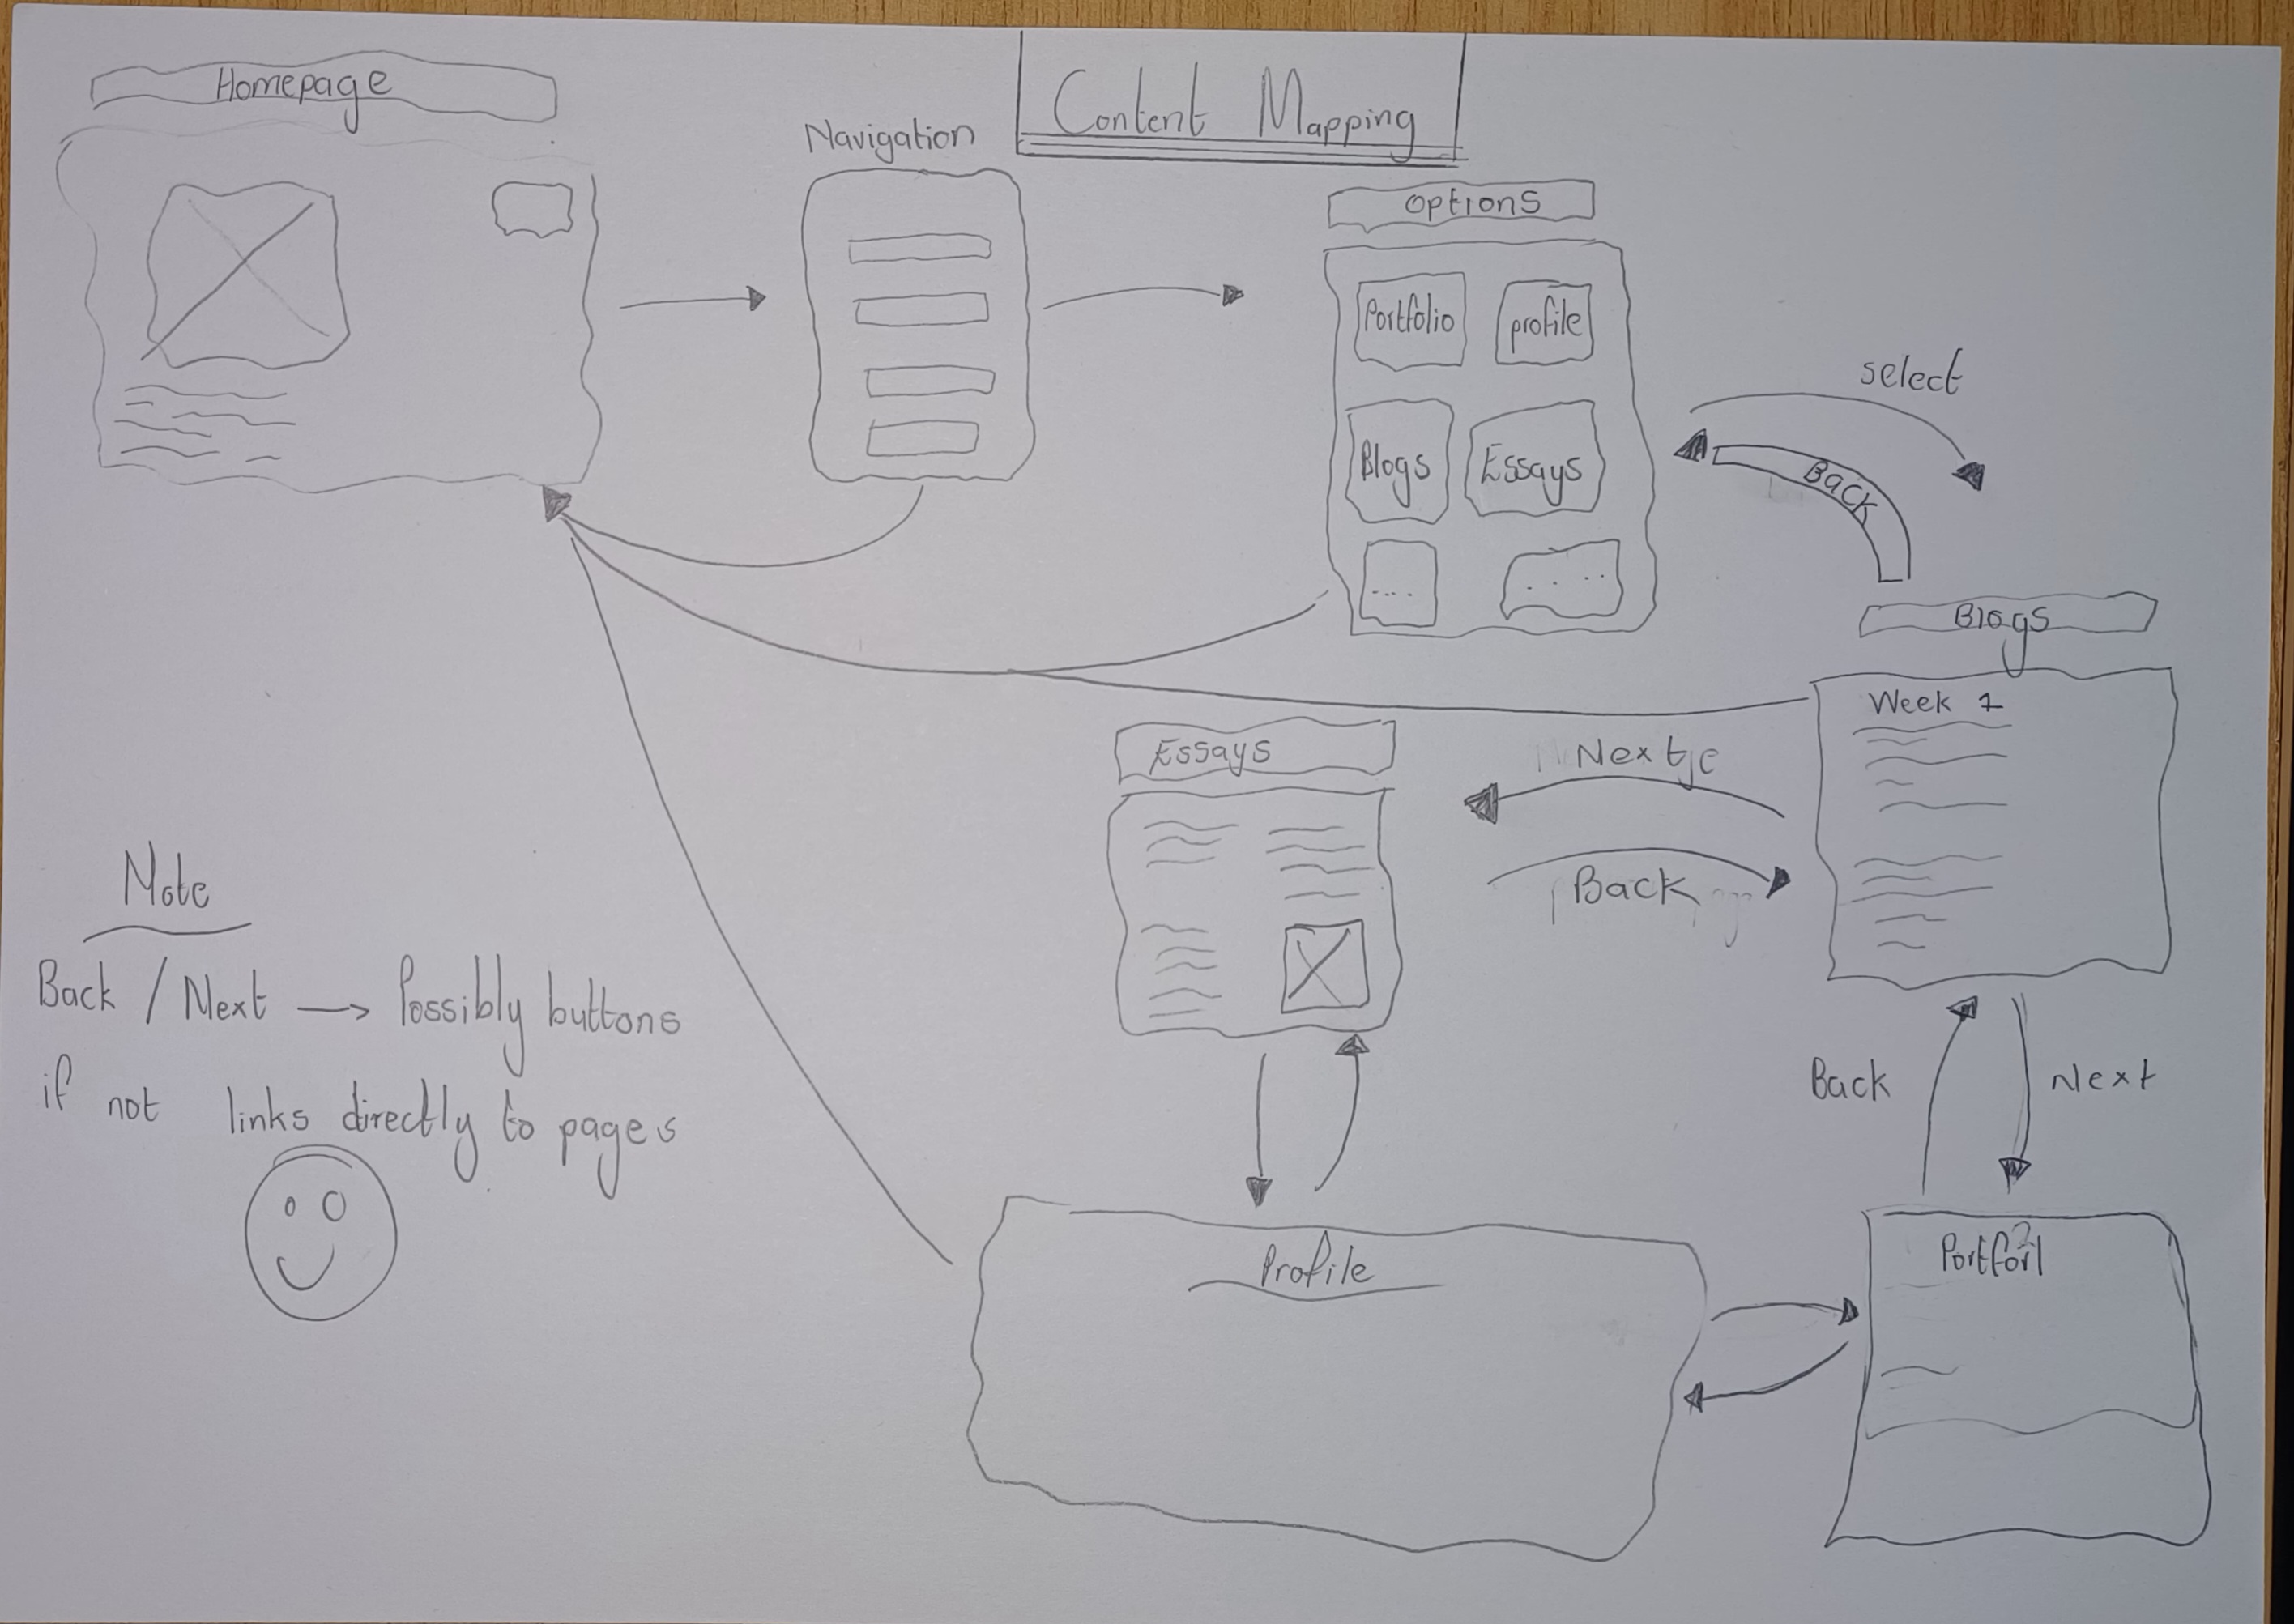 Content Mapping
Homepage
Navigation
Options
Portfolio
profile
Blogs
Essays
....
. . ..
select
Back
Blogs
Week 1
Essays
Next
Back
Back
Next
Profile
Note
Back / Next → Possibly buttons
if not links directly to pages